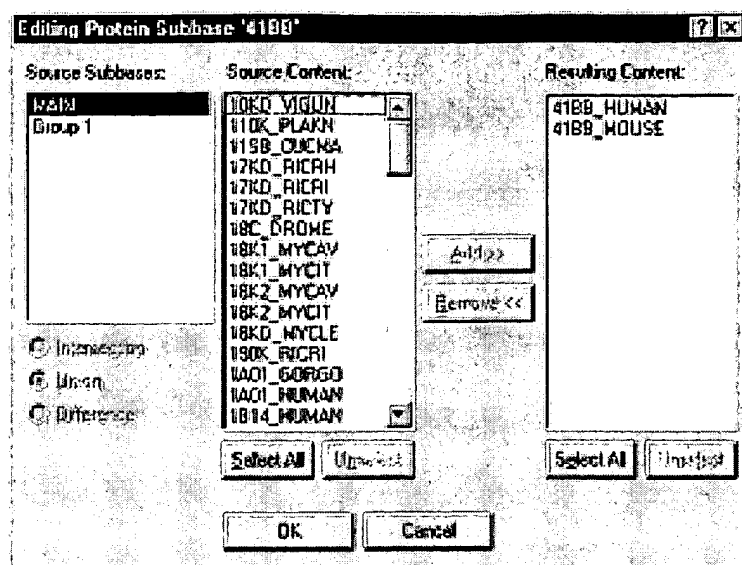 Editing Protein Subbase '41BB'
Source Subbases:
MAIN
Group 1
Intersection
Union
Difference
Source Content:
10KD_VIGUN
110K_PLAKN
11SB_CUCMA
17KD_RICRH
17KD_RICRI
17KD_RICTY
18C_DROME
18K1_MYCAV
18K1_MYCIT
18K2_MYCAV
18K2_MYCIT
18KD_MYCLE
190K_RICRI
1A01_GORGO
1A01_HUMAN
1B14_HUMAN
Select All
Unselect
Add >>
Remove <<
Resulting Content:
41BB_HUMAN
41BB_MOUSE
Select All
Unselect
OK
Cancel